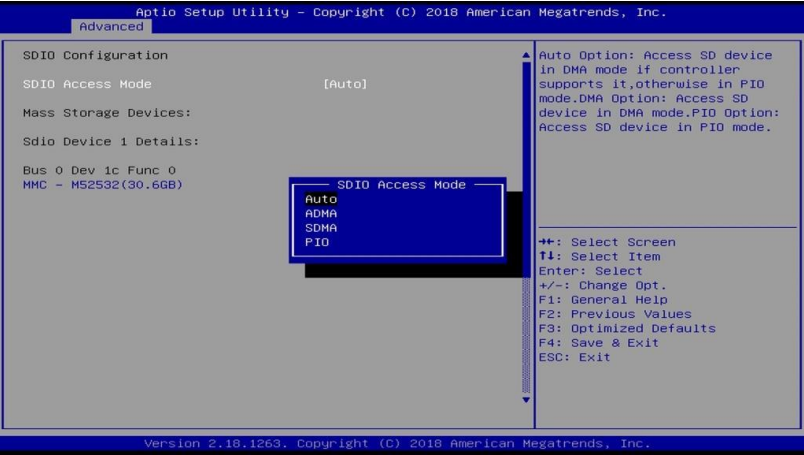 Aptio Setup Utility – Copyright (C) 2018 American Megatrends, Inc.
Advanced
SDIO Configuration
SDIO Access Mode [Auto]
Mass Storage Devices:
Sdio Device 1 Details:
Bus 0 Dev 1c Func 0
MMC - M52532(30.6GB)
SDIO Access Mode
Auto
ADMA
SDMA
PIO
Auto Option: Access SD device
in DMA mode if controller
supports it,otherwise in PIO
mode.DMA Option: Access SD
device in DMA mode.PIO Option:
Access SD device in PIO mode.
→←: Select Screen
↑↓: Select Item
Enter: Select
+/-: Change Opt.
F1: General Help
F2: Previous Values
F3: Optimized Defaults
F4: Save & Exit
ESC: Exit
Version 2.18.1263. Copyright (C) 2018 American Megatrends, Inc.